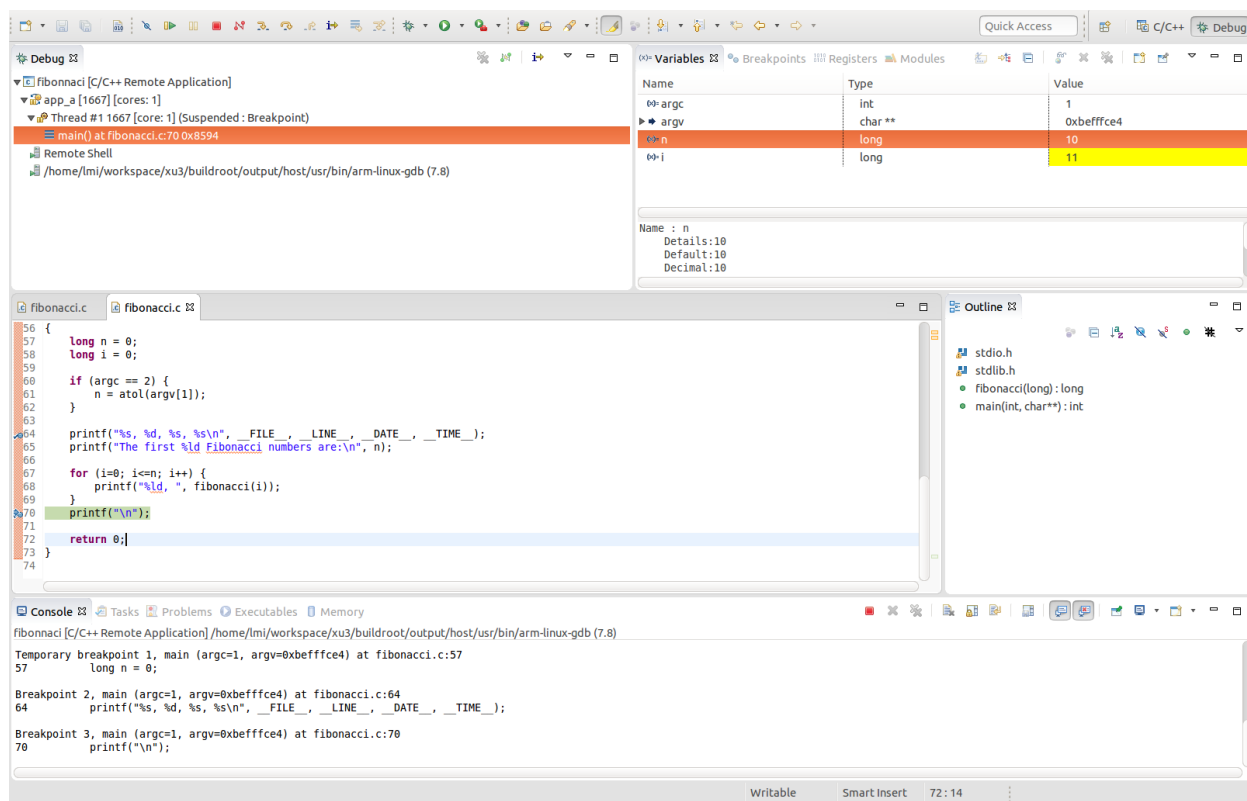 Quick Access
C/C++
Debug
Debug
fibonnaci [C/C++ Remote Application]
app_a [1667] [cores: 1]
Thread #1 1667 [core: 1] (Suspended : Breakpoint)
main() at fibonacci.c:70 0x8594
Remote Shell
/home/lmi/workspace/xu3/buildroot/output/host/usr/bin/arm-linux-gdb (7.8)
(x)= Variables
Breakpoints
Registers
Modules
Name Type Value
(x)= argc int 1
argv char ** 0xbefffce4
(x)= n long 10
(x)= i long 11
Name : n
Details:10
Default:10
Decimal:10
fibonacci.c
fibonacci.c
56 {
57 long n = 0;
58 long i = 0;
59
60 if (argc == 2) {
61 n = atol(argv[1]);
62 }
63
64 printf("%s, %d, %s, %s\n", __FILE__, __LINE__, __DATE__, __TIME__);
65 printf("The first %ld Fibonacci numbers are:\n", n);
66
67 for (i=0; i<=n; i++) {
68 printf("%ld, ", fibonacci(i));
69 }
70 printf("\n");
71
72 return 0;
73 }
74
Outline
stdio.h
stdlib.h
fibonacci(long) : long
main(int, char**) : int
Console
Tasks
Problems
Executables
Memory
fibonnaci [C/C++ Remote Application] /home/lmi/workspace/xu3/buildroot/output/host/usr/bin/arm-linux-gdb (7.8)
Temporary breakpoint 1, main (argc=1, argv=0xbefffce4) at fibonacci.c:57
57 long n = 0;
Breakpoint 2, main (argc=1, argv=0xbefffce4) at fibonacci.c:64
64 printf("%s, %d, %s, %s\n", __FILE__, __LINE__, __DATE__, __TIME__);
Breakpoint 3, main (argc=1, argv=0xbefffce4) at fibonacci.c:70
70 printf("\n");
Writable
Smart Insert
72 : 14